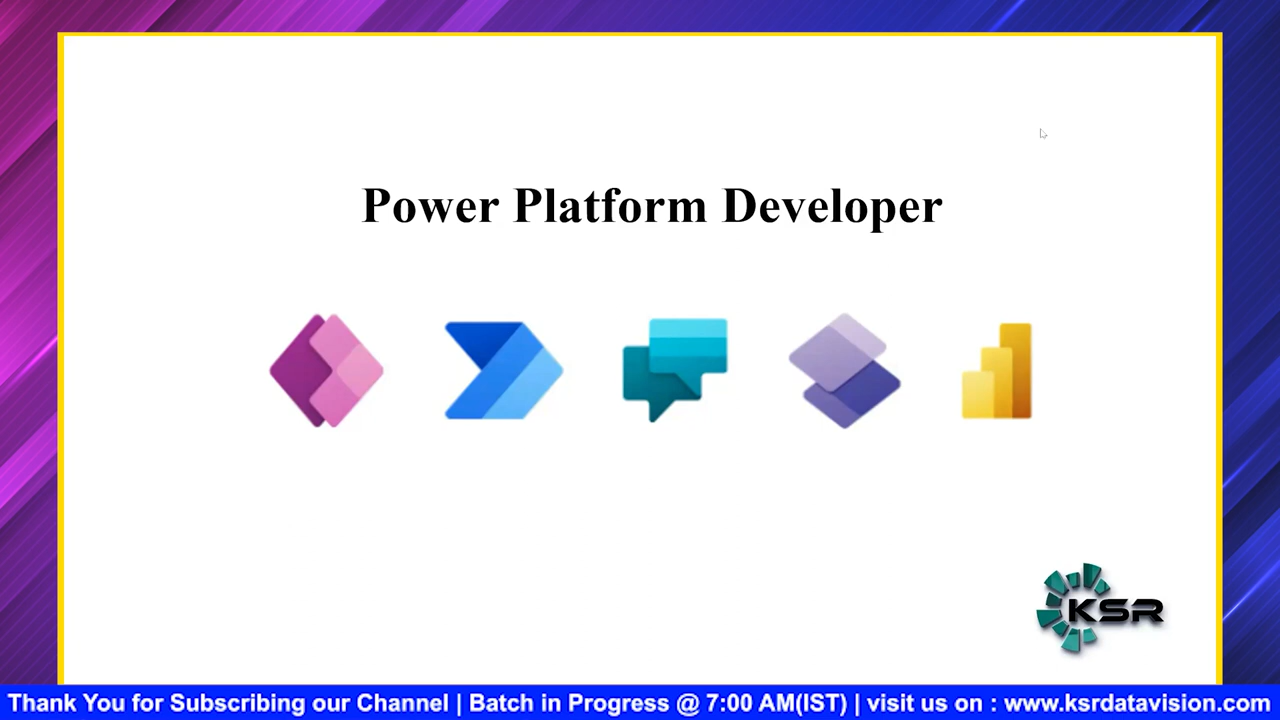 Power Platform Developer
KSR
Thank You for Subscribing our Channel | Batch in Progress @ 7:00 AM(IST) | visit us on : www.ksrdatavision.com